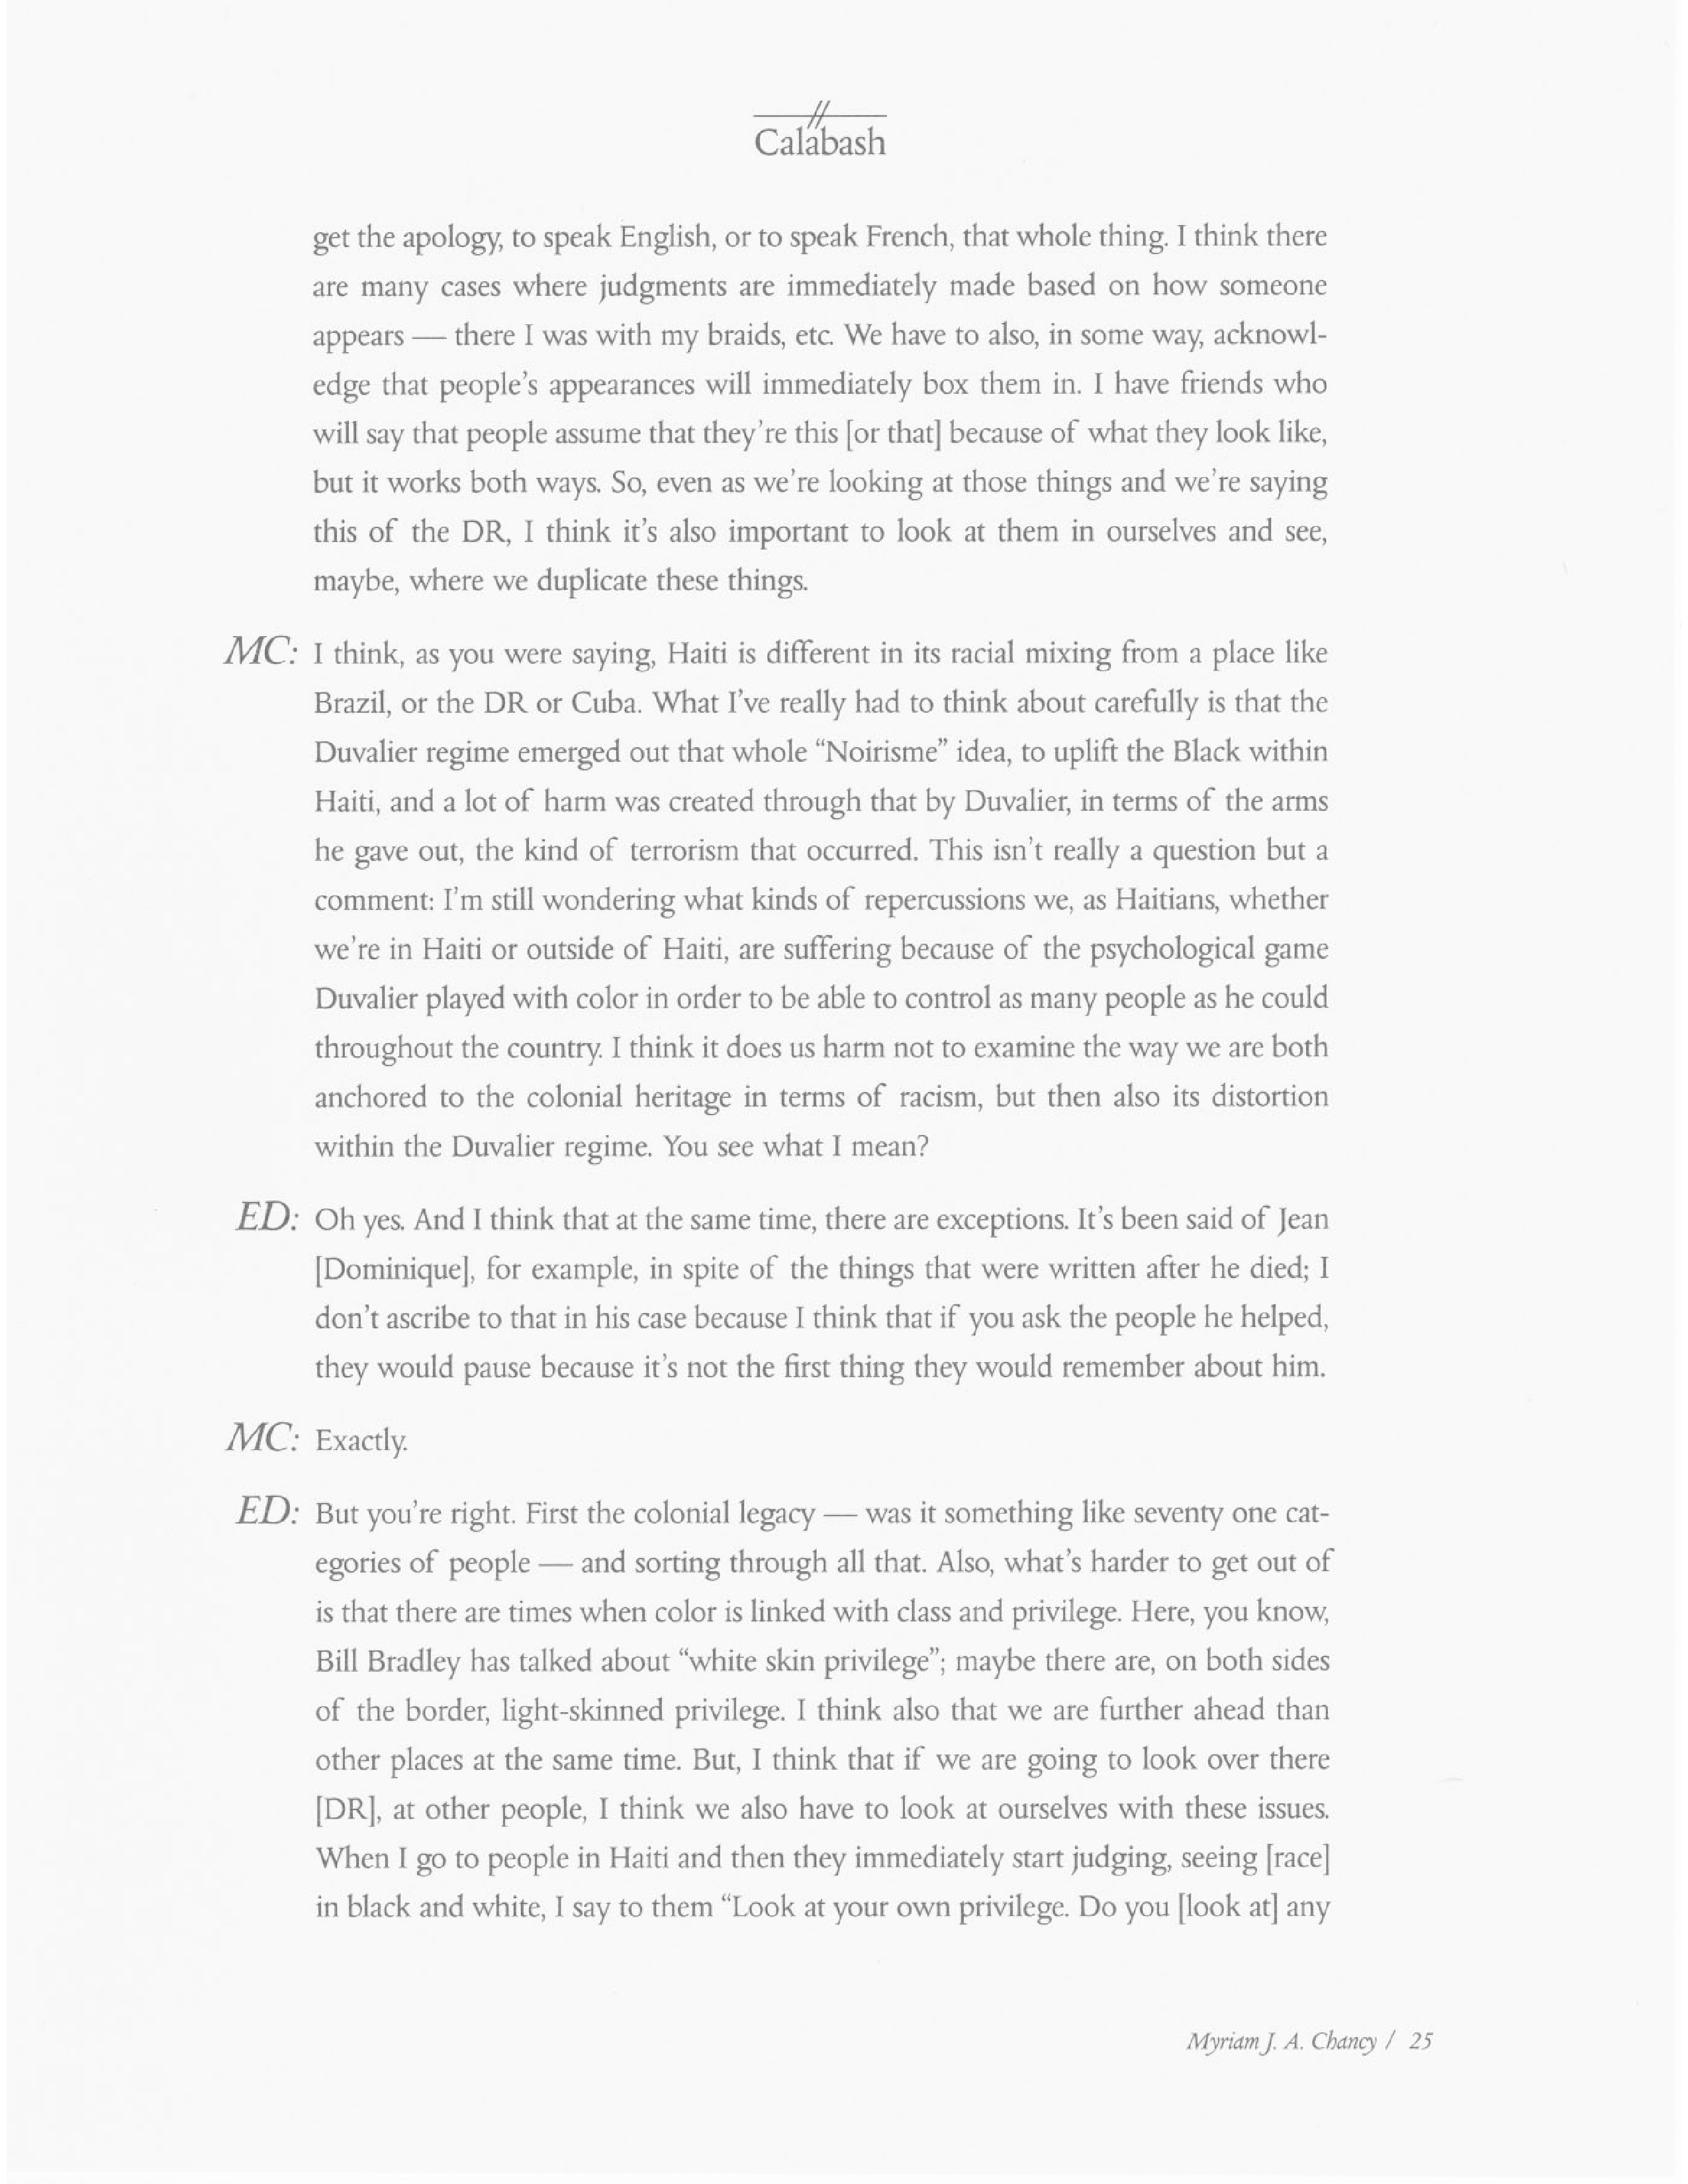 Calabash
get the apology, to speak English, or to speak French, that whole thing. I think there
are many cases where judgments are immediately made based on how someone
appears — there I was with my braids, etc. We have to also, in some way, acknowl-
edge that people's appearances will immediately box them in. I have friends who
will say that people assume that they're this [or that] because of what they look like,
but it works both ways. So, even as we're looking at those things and we're saying
this of the DR, I think it's also important to look at them in ourselves and see,
maybe, where we duplicate these things.
MC: I think, as you were saying, Haiti is different in its racial mixing from a place like
Brazil, or the DR or Cuba. What I've really had to think about carefully is that the
Duvalier regime emerged out that whole “Noirisme” idea, to uplift the Black within
Haiti, and a lot of harm was created through that by Duvalier, in terms of the arms
he gave out, the kind of terrorism that occurred. This isn't really a question but a
comment: I'm still wondering what kinds of repercussions we, as Haitians, whether
we're in Haiti or outside of Haiti, are suffering because of the psychological game
Duvalier played with color in order to be able to control as many people as he could
throughout the country. I think it does us harm not to examine the way we are both
anchored to the colonial heritage in terms of racism, but then also its distortion
within the Duvalier regime. You see what I mean?
ED: Oh yes. And I think that at the same time, there are exceptions. It's been said of Jean
[Dominique], for example, in spite of the things that were written after he died; I
don't ascribe to that in his case because I think that if you ask the people he helped,
they would pause because it's not the first thing they would remember about him.
MC: Exactly.
ED: But you're right. First the colonial legacy — was it something like seventy one cat-
egories of people — and sorting through all that. Also, what's harder to get out of
is that there are times when color is linked with class and privilege. Here, you know,
Bill Bradley has talked about “white skin privilege”; maybe there are, on both sides
of the border, light-skinned privilege. I think also that we are further ahead than
other places at the same time. But, I think that if we are going to look over there
[DR], at other people, I think we also have to look at ourselves with these issues.
When I go to people in Haiti and then they immediately start judging, seeing [race]
in black and white, I say to them “Look at your own privilege. Do you [look at] any
Myriam J. A. Chancy / 25